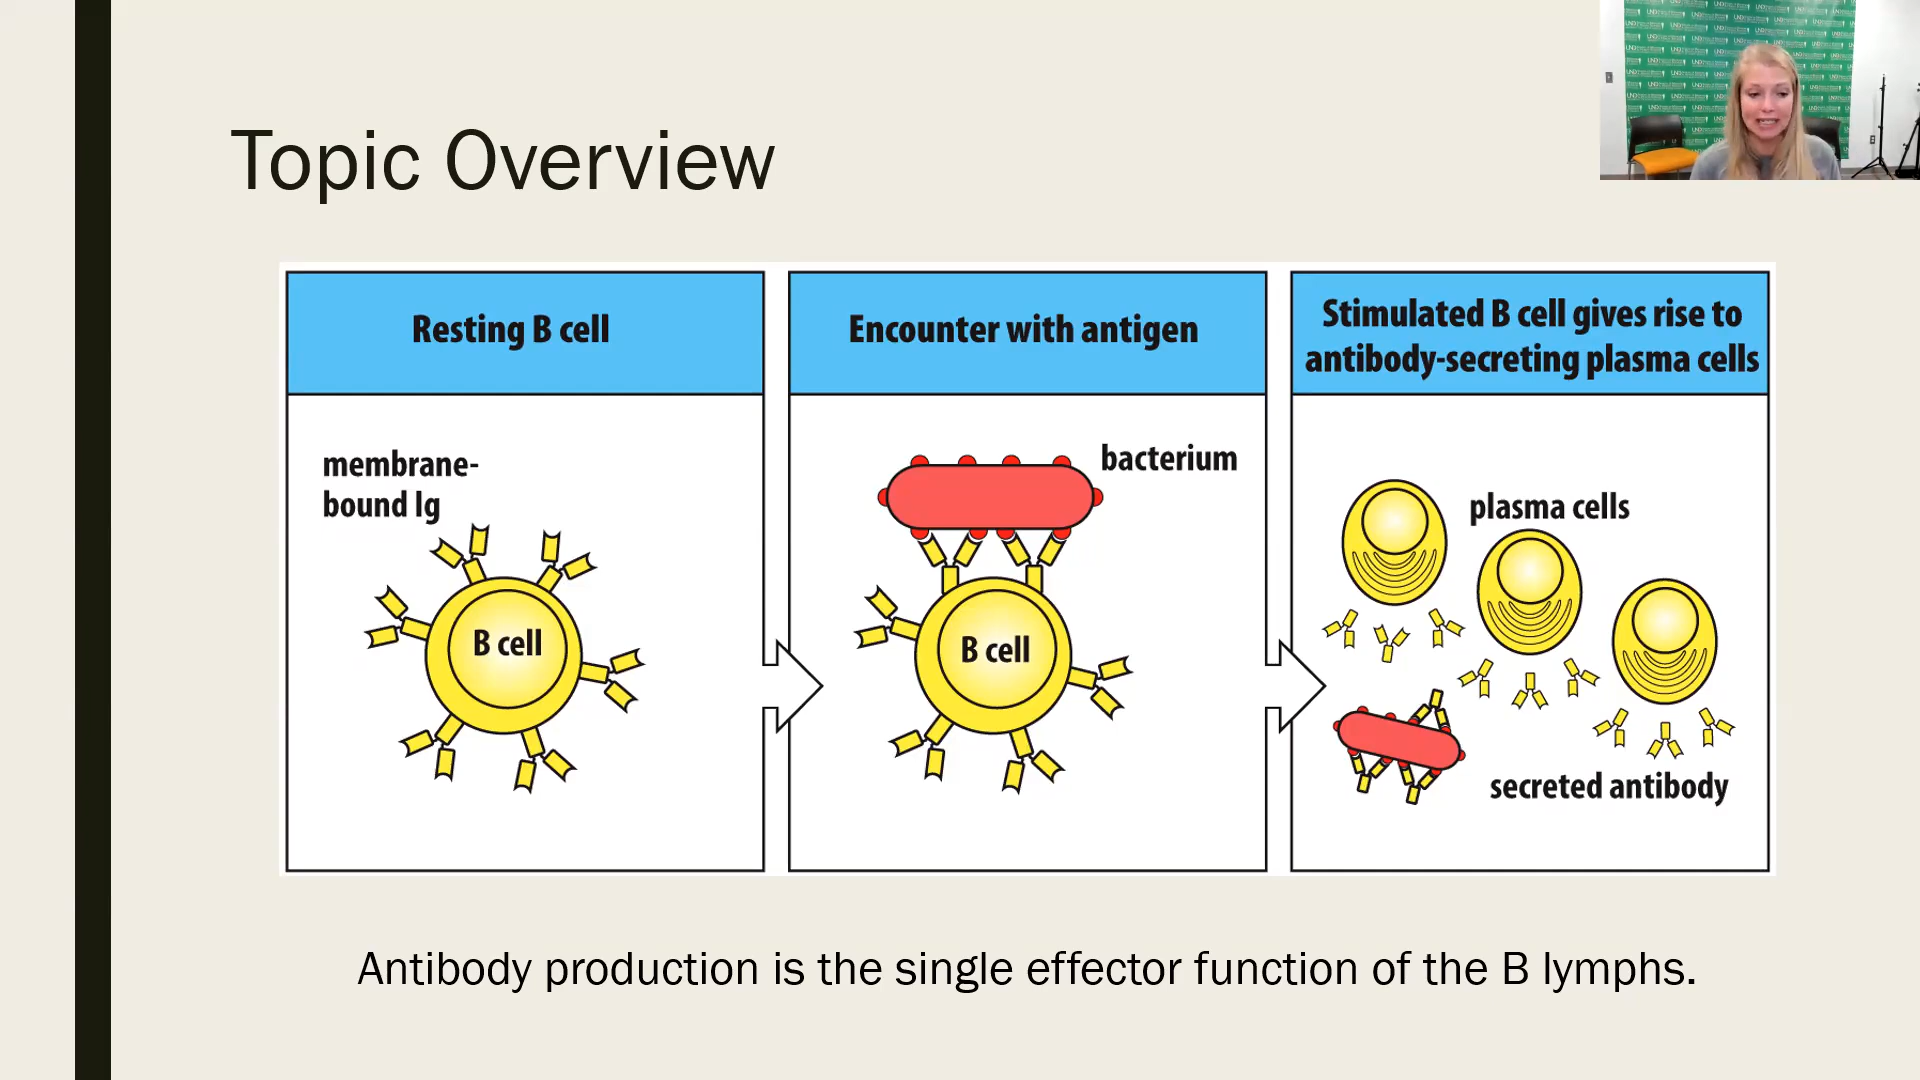 Topic Overview
Resting B cell
membrane-
bound Ig
B cell
Encounter with antigen
bacterium
B cell
Stimulated B cell gives rise to
antibody-secreting plasma cells
plasma cells
secreted antibody
Antibody production is the single effector function of the B lymphs.